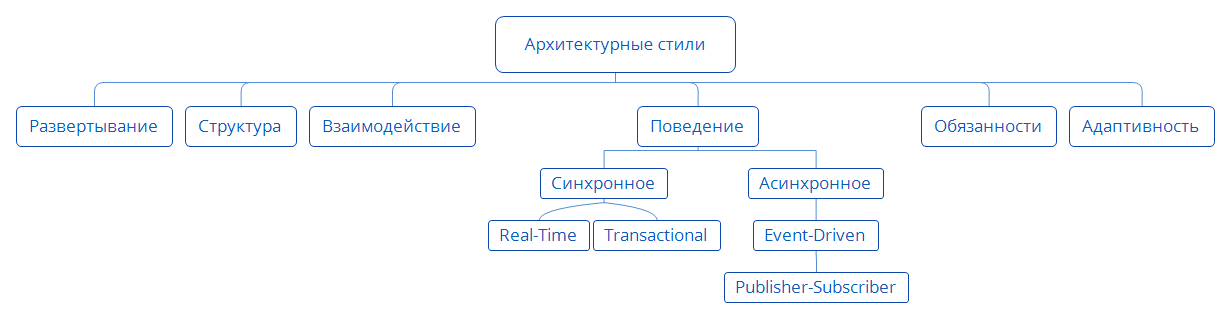 Архитектурные стили
Развертывание
Структура
Взаимодействие
Поведение
Обязанности
Адаптивность
Синхронное
Асинхронное
Real-Time
Transactional
Event-Driven
Publisher-Subscriber